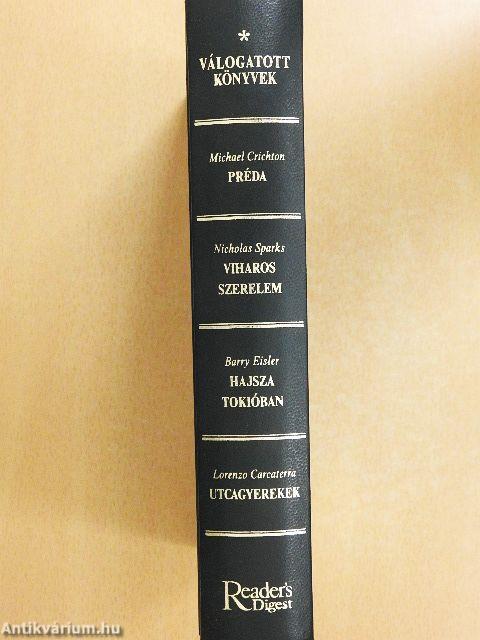 *
VÁLOGATOTT
KÖNYVEK
Michael Crichton
PRÉDA
Nicholas Sparks
VIHAROS
SZERELEM
Barry Eisler
HAJSZA
TOKIÓBAN
Lorenzo Carcaterra
UTCAGYEREKEK
Reader's
Digest
Antikvárium.hu